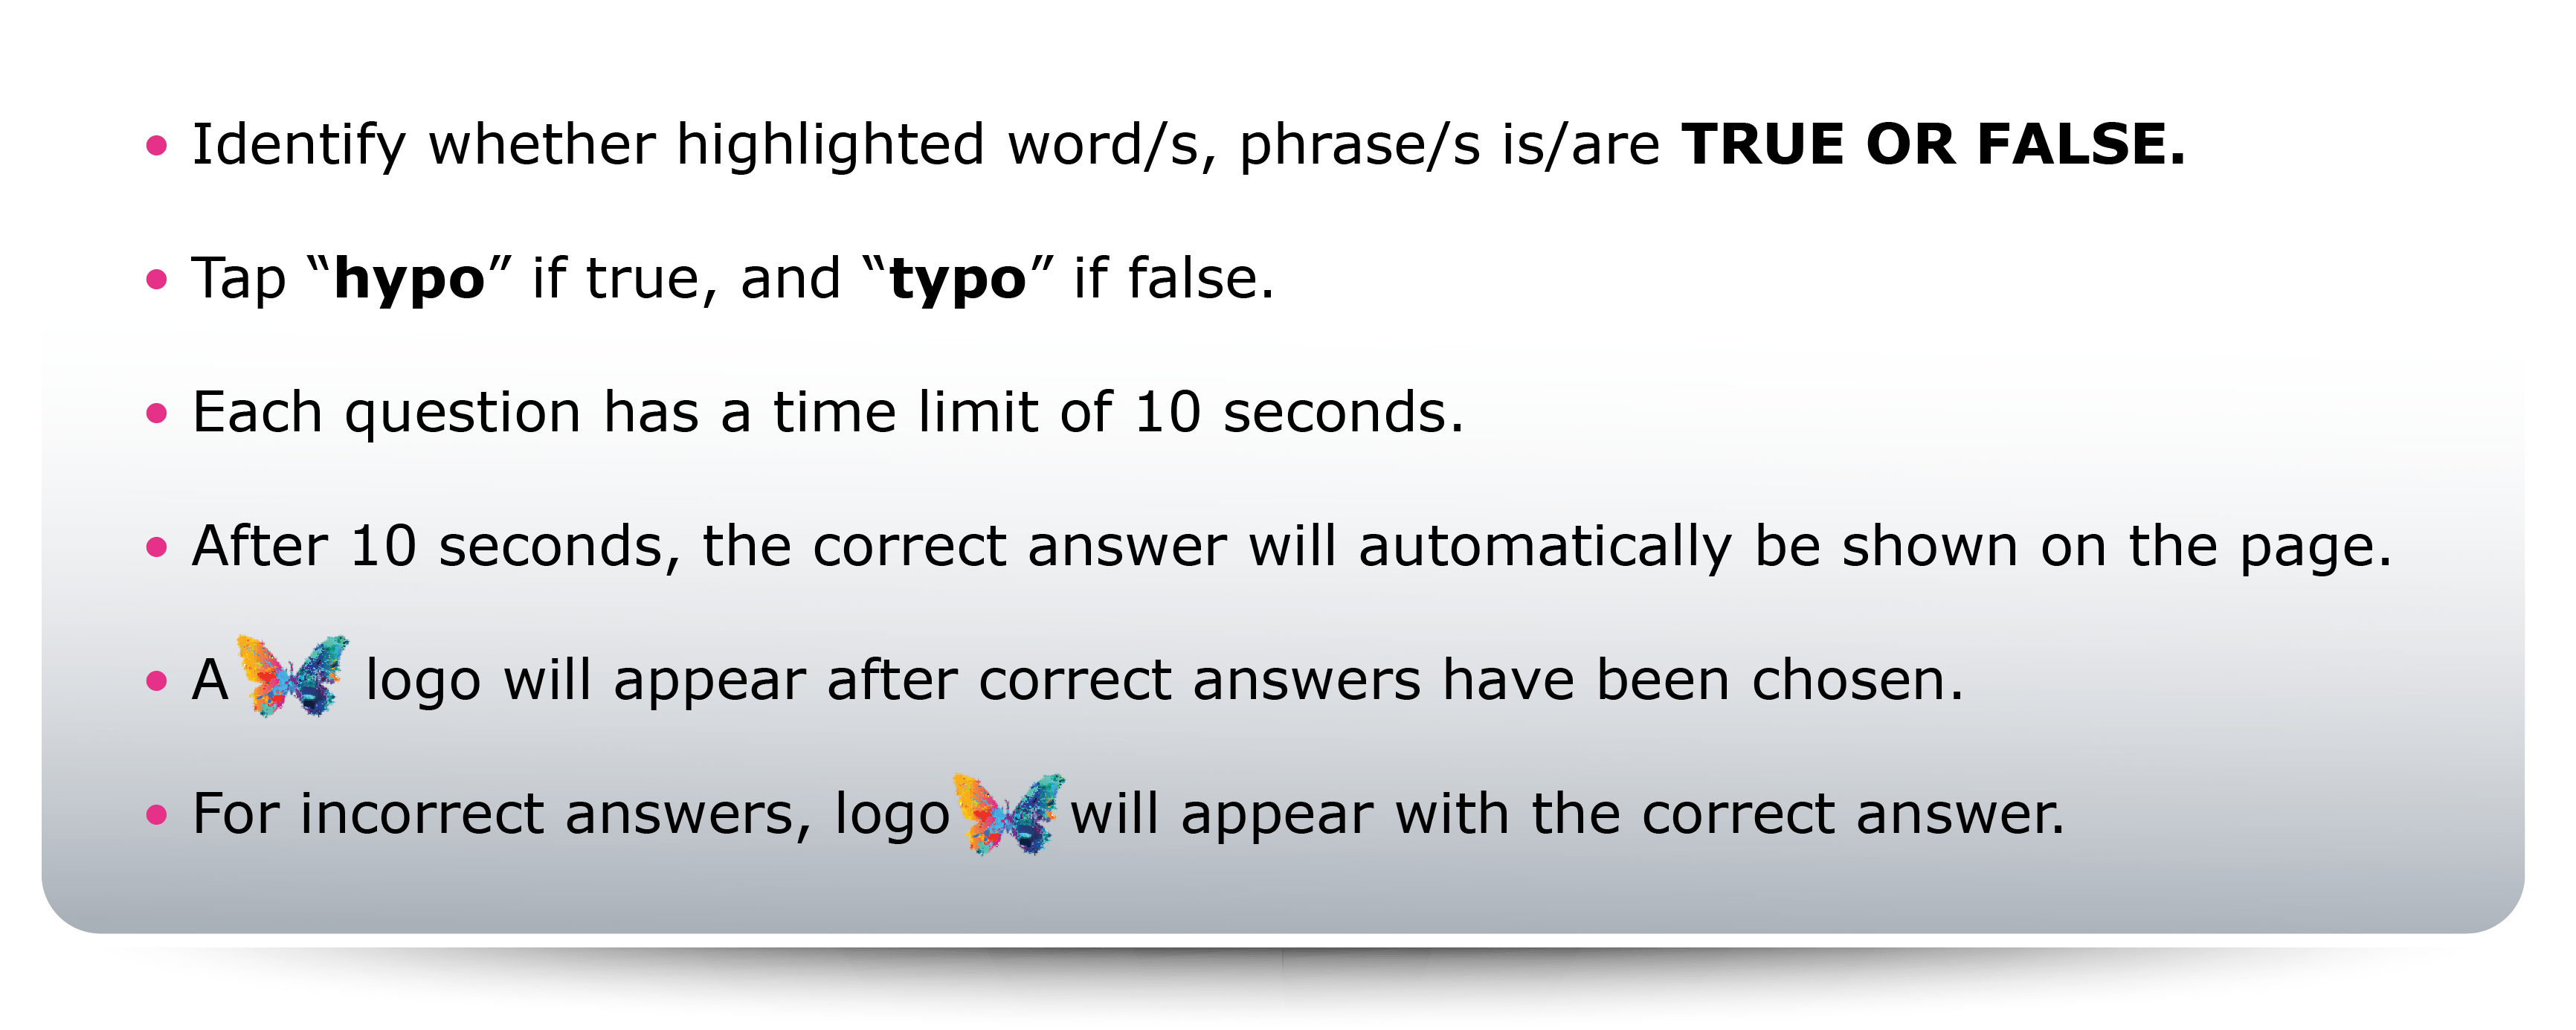 • Identify whether highlighted word/s, phrase/s is/are TRUE OR FALSE.
• Tap “hypo” if true, and “typo” if false.
• Each question has a time limit of 10 seconds.
• After 10 seconds, the correct answer will automatically be shown on the page.
• A logo will appear after correct answers have been chosen.
• For incorrect answers, logo will appear with the correct answer.